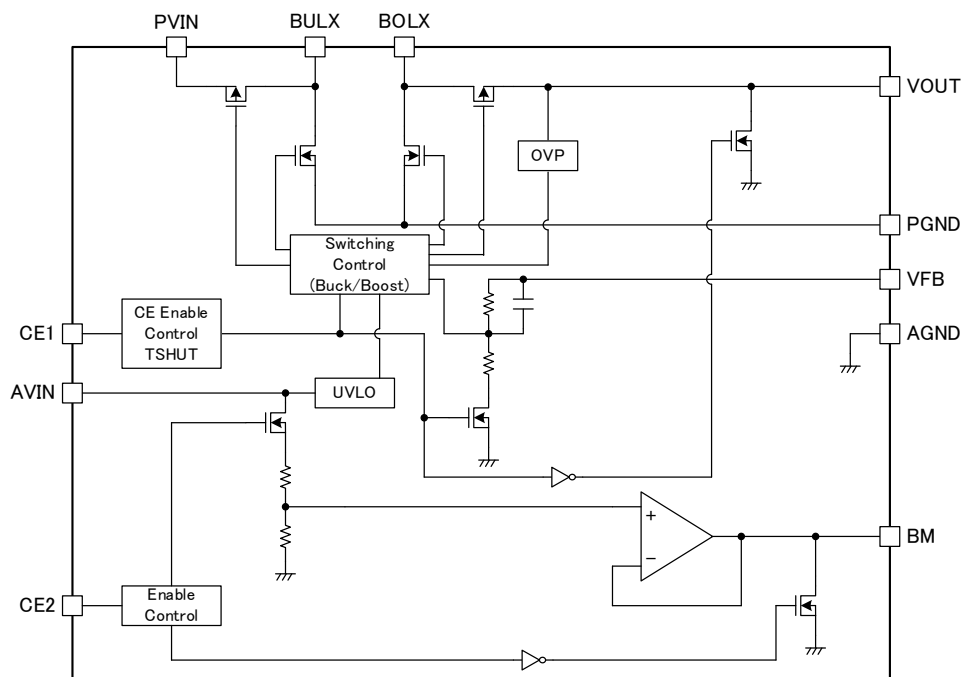 PVIN BULX BOLX
VOUT
OVP
PGND
Switching
Control
(Buck/Boost)
VFB
CE1
CE Enable
Control
TSHUT
AGND
AVIN
UVLO
+
−
BM
CE2
Enable
Control